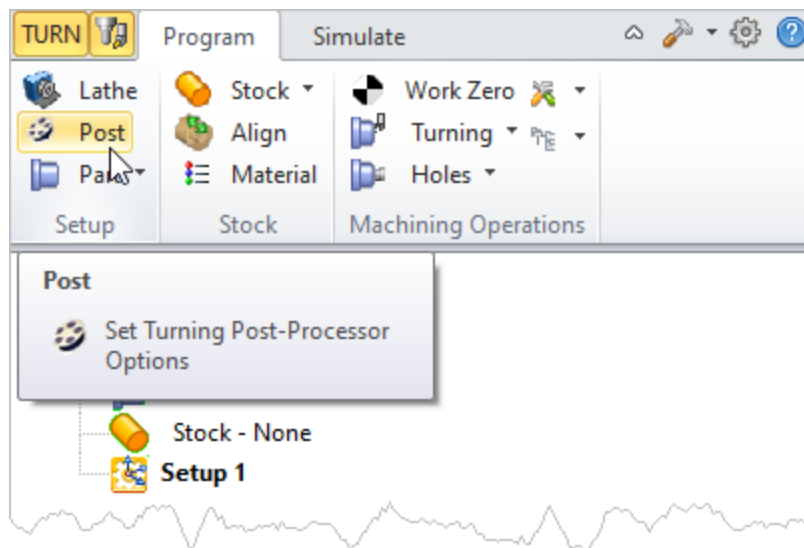 TURN Program Simulate
Lathe Stock Work Zero
Post Align Turning
Material Holes
Setup Stock Machining Operations
Post
Set Turning Post-Processor
Options
Stock - None
Setup 1